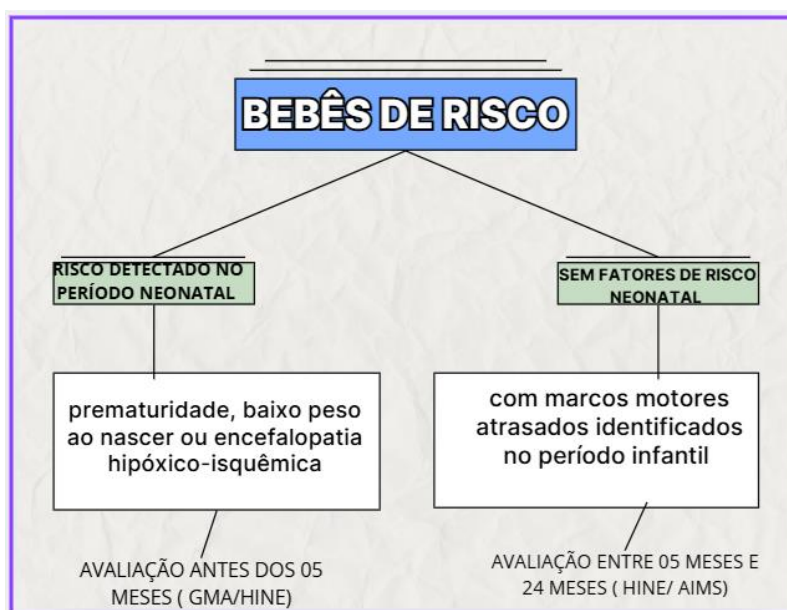 BEBÊS DE RISCO
RISCO DETECTADO NO
PERÍODO NEONATAL
prematuridade, baixo peso
ao nascer ou encefalopatia
hipóxico-isquêmica
AVALIAÇÃO ANTES DOS 05
MESES ( GMA/HINE)
SEM FATORES DE RISCO
NEONATAL
com marcos motores
atrasados identificados
no período infantil
AVALIAÇÃO ENTRE 05 MESES E
24 MESES ( HINE/ AIMS)